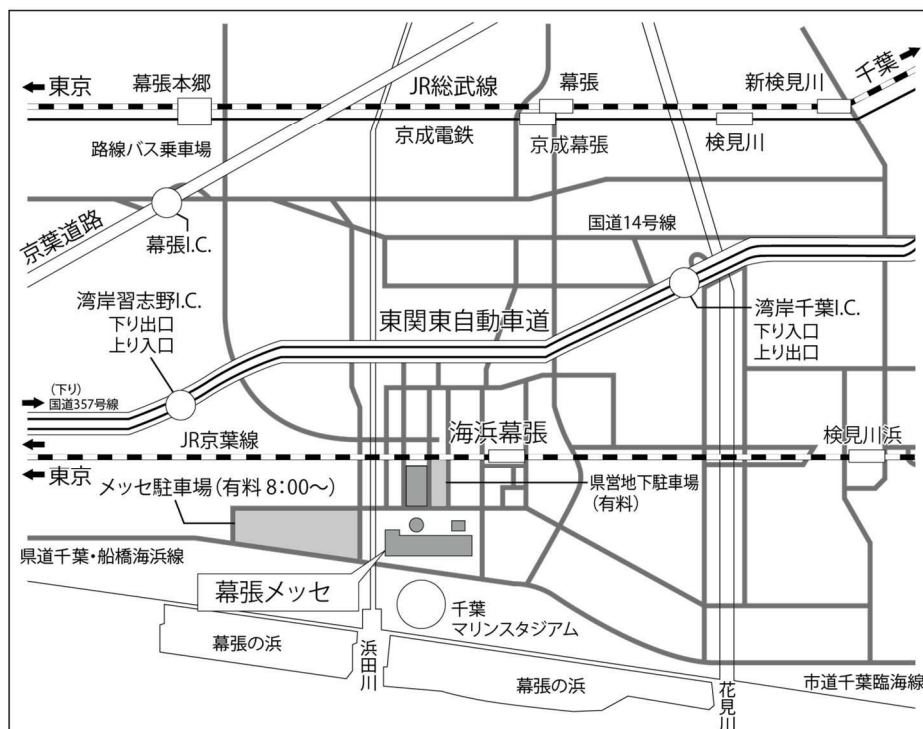 東京
幕張本郷
JR総武線
幕張
新検見川
千葉
路線バス乗車場
京成電鉄
京成幕張
検見川
京葉道路
幕張I.C.
国道14号線
湾岸習志野I.C.
下り出口
上り入口
東関東自動車道
湾岸千葉I.C.
下り入口
上り出口
(下り)
国道357号線
JR京葉線
海浜幕張
検見川浜
東京
メッセ駐車場(有料 8:00〜)
県営地下駐車場
(有料)
県道千葉・船橋海浜線
幕張メッセ
千葉
マリンスタジアム
幕張の浜
浜田川
幕張の浜
花見川
市道千葉臨海線